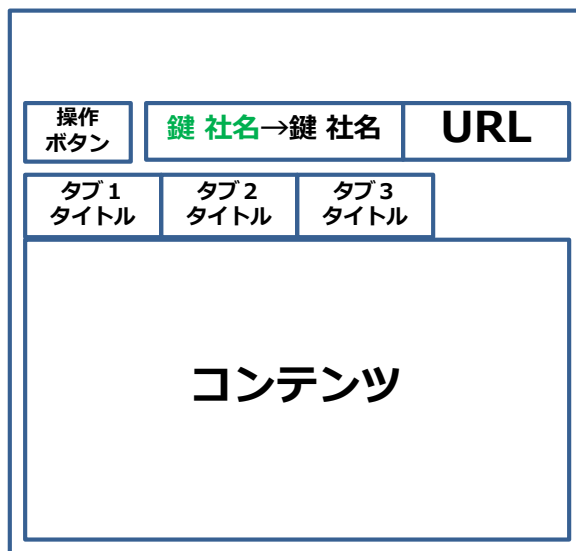 操作
ボタン
鍵 社名→鍵 社名
URL
タブ1
タイトル
タブ2
タイトル
タブ3
タイトル
コンテンツ